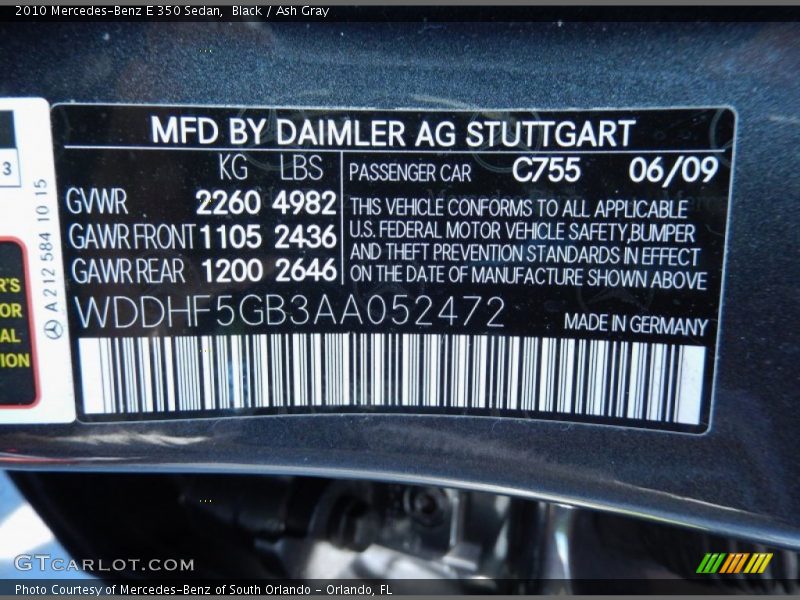 2010 Mercedes-Benz E 350 Sedan,  Black / Ash Gray
MFD BY DAIMLER AG STUTTGART
KG LBS
GVWR 2260 4982
GAWR FRONT 1105 2436
GAWR REAR 1200 2646
PASSENGER CAR C755 06/09
THIS VEHICLE CONFORMS TO ALL APPLICABLE
U.S. FEDERAL MOTOR VEHICLE SAFETY,BUMPER
AND THEFT PREVENTION STANDARDS IN EFFECT
ON THE DATE OF MANUFACTURE SHOWN ABOVE
WDDHF5GB3AA052472
MADE IN GERMANY
3
A 212 584 10 15
R'S
OR
AL
ION
GTCARLOT.COM
Photo Courtesy of Mercedes-Benz of South Orlando - Orlando, FL